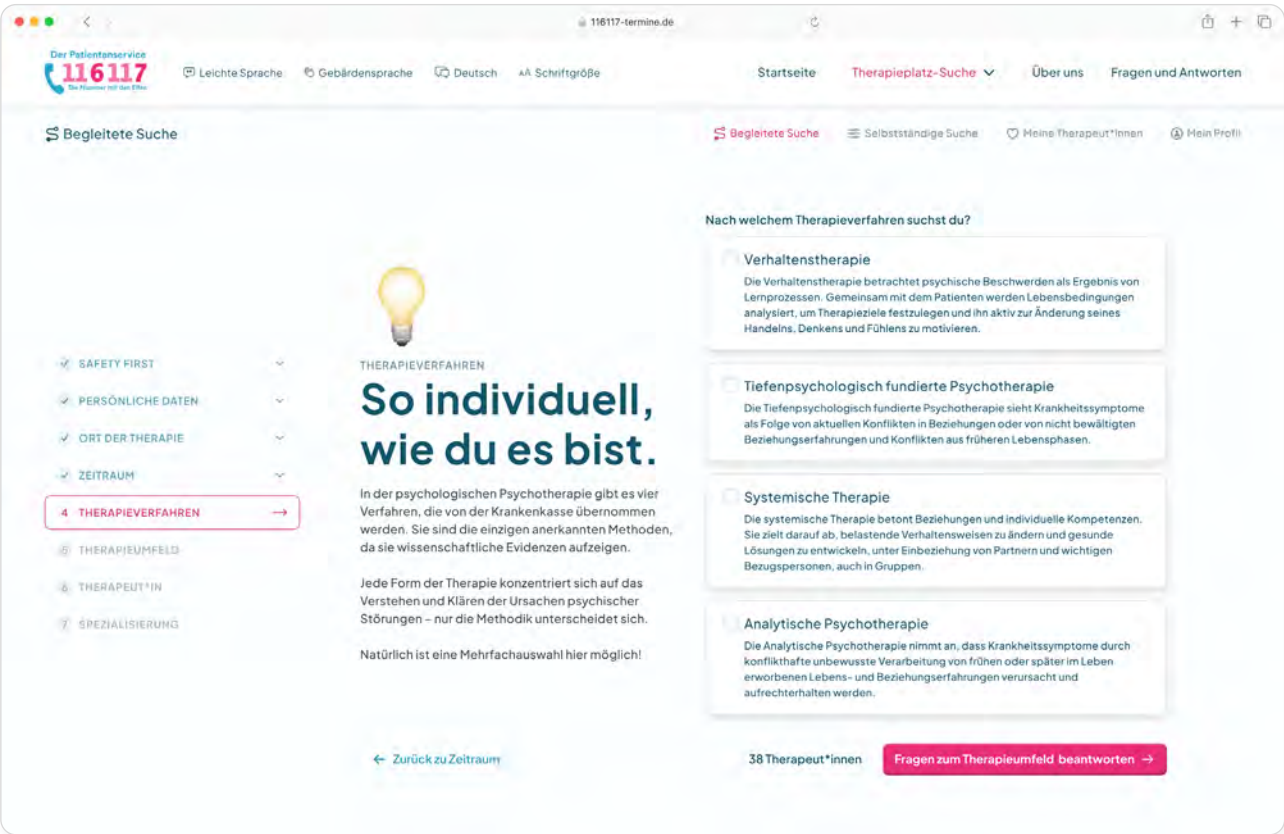 116117-termine.de
Der Patientenservice
116117
Die Nummer mit den Elfen
Leichte Sprache
Gebärdensprache
Deutsch
AA Schriftgröße
Startseite
Therapieplatz-Suche
Über uns
Fragen und Antworten
Begleitete Suche
Begleitete Suche
Selbstständige Suche
Meine Therapeut*innen
Mein Profil
SAFETY FIRST
PERSÖNLICHE DATEN
ORT DER THERAPIE
ZEITRAUM
4 THERAPIEVERFAHREN →
5 THERAPIEUMFELD
6 THERAPEUT*IN
7 SPEZIALISIERUNG
THERAPIEVERFAHREN
So individuell,
wie du es bist.
In der psychologischen Psychotherapie gibt es vier
Verfahren, die von der Krankenkasse übernommen
werden. Sie sind die einzigen anerkannten Methoden,
da sie wissenschaftliche Evidenzen aufzeigen.
Jede Form der Therapie konzentriert sich auf das
Verstehen und Klären der Ursachen psychischer
Störungen – nur die Methodik unterscheidet sich.
Natürlich ist eine Mehrfachauswahl hier möglich!
← Zurück zu Zeitraum
Nach welchem Therapieverfahren suchst du?
Verhaltenstherapie
Die Verhaltenstherapie betrachtet psychische Beschwerden als Ergebnis von
Lernprozessen. Gemeinsam mit dem Patienten werden Lebensbedingungen
analysiert, um Therapieziele festzulegen und ihn aktiv zur Änderung seines
Handelns, Denkens und Fühlens zu motivieren.
Tiefenpsychologisch fundierte Psychotherapie
Die Tiefenpsychologisch fundierte Psychotherapie sieht Krankheitssymptome
als Folge von aktuellen Konflikten in Beziehungen oder von nicht bewältigten
Beziehungserfahrungen und Konflikten aus früheren Lebensphasen.
Systemische Therapie
Die systemische Therapie betont Beziehungen und individuelle Kompetenzen.
Sie zielt darauf ab, belastende Verhaltensweisen zu ändern und gesunde
Lösungen zu entwickeln, unter Einbeziehung von Partnern und wichtigen
Bezugspersonen, auch in Gruppen.
Analytische Psychotherapie
Die Analytische Psychotherapie nimmt an, dass Krankheitssymptome durch
konflikthafte unbewusste Verarbeitung von frühen oder später im Leben
erworbenen Lebens- und Beziehungserfahrungen verursacht und
aufrechterhalten werden.
38 Therapeut*innen
Fragen zum Therapieumfeld beantworten →